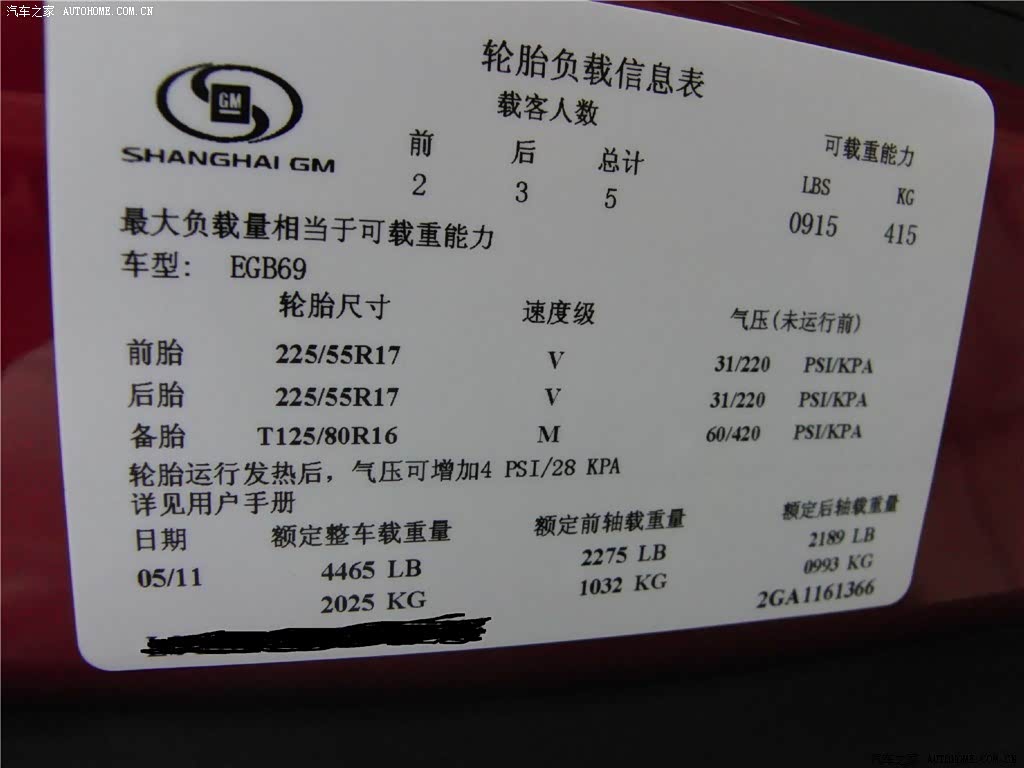 汽车之家 AUTOHOME.COM.CN
轮胎负载信息表
GM
SHANGHAI GM
载客人数
前 后 总计 可载重能力
2 3 5 LBS KG
0915 415
最大负载量相当于可载重能力
车型: EGB69
轮胎尺寸 速度级 气压(未运行前)
前胎 225/55R17 V 31/220 PSI/KPA
后胎 225/55R17 V 31/220 PSI/KPA
备胎 T125/80R16 M 60/420 PSI/KPA
轮胎运行发热后，气压可增加4 PSI/28 KPA
详见用户手册
日期 额定整车载重量 额定前轴载重量 额定后轴载重量
05/11 4465 LB 2275 LB 2189 LB
2025 KG 1032 KG 0993 KG
2GA1161366
汽车之家 AUTOHOME.COM.CN